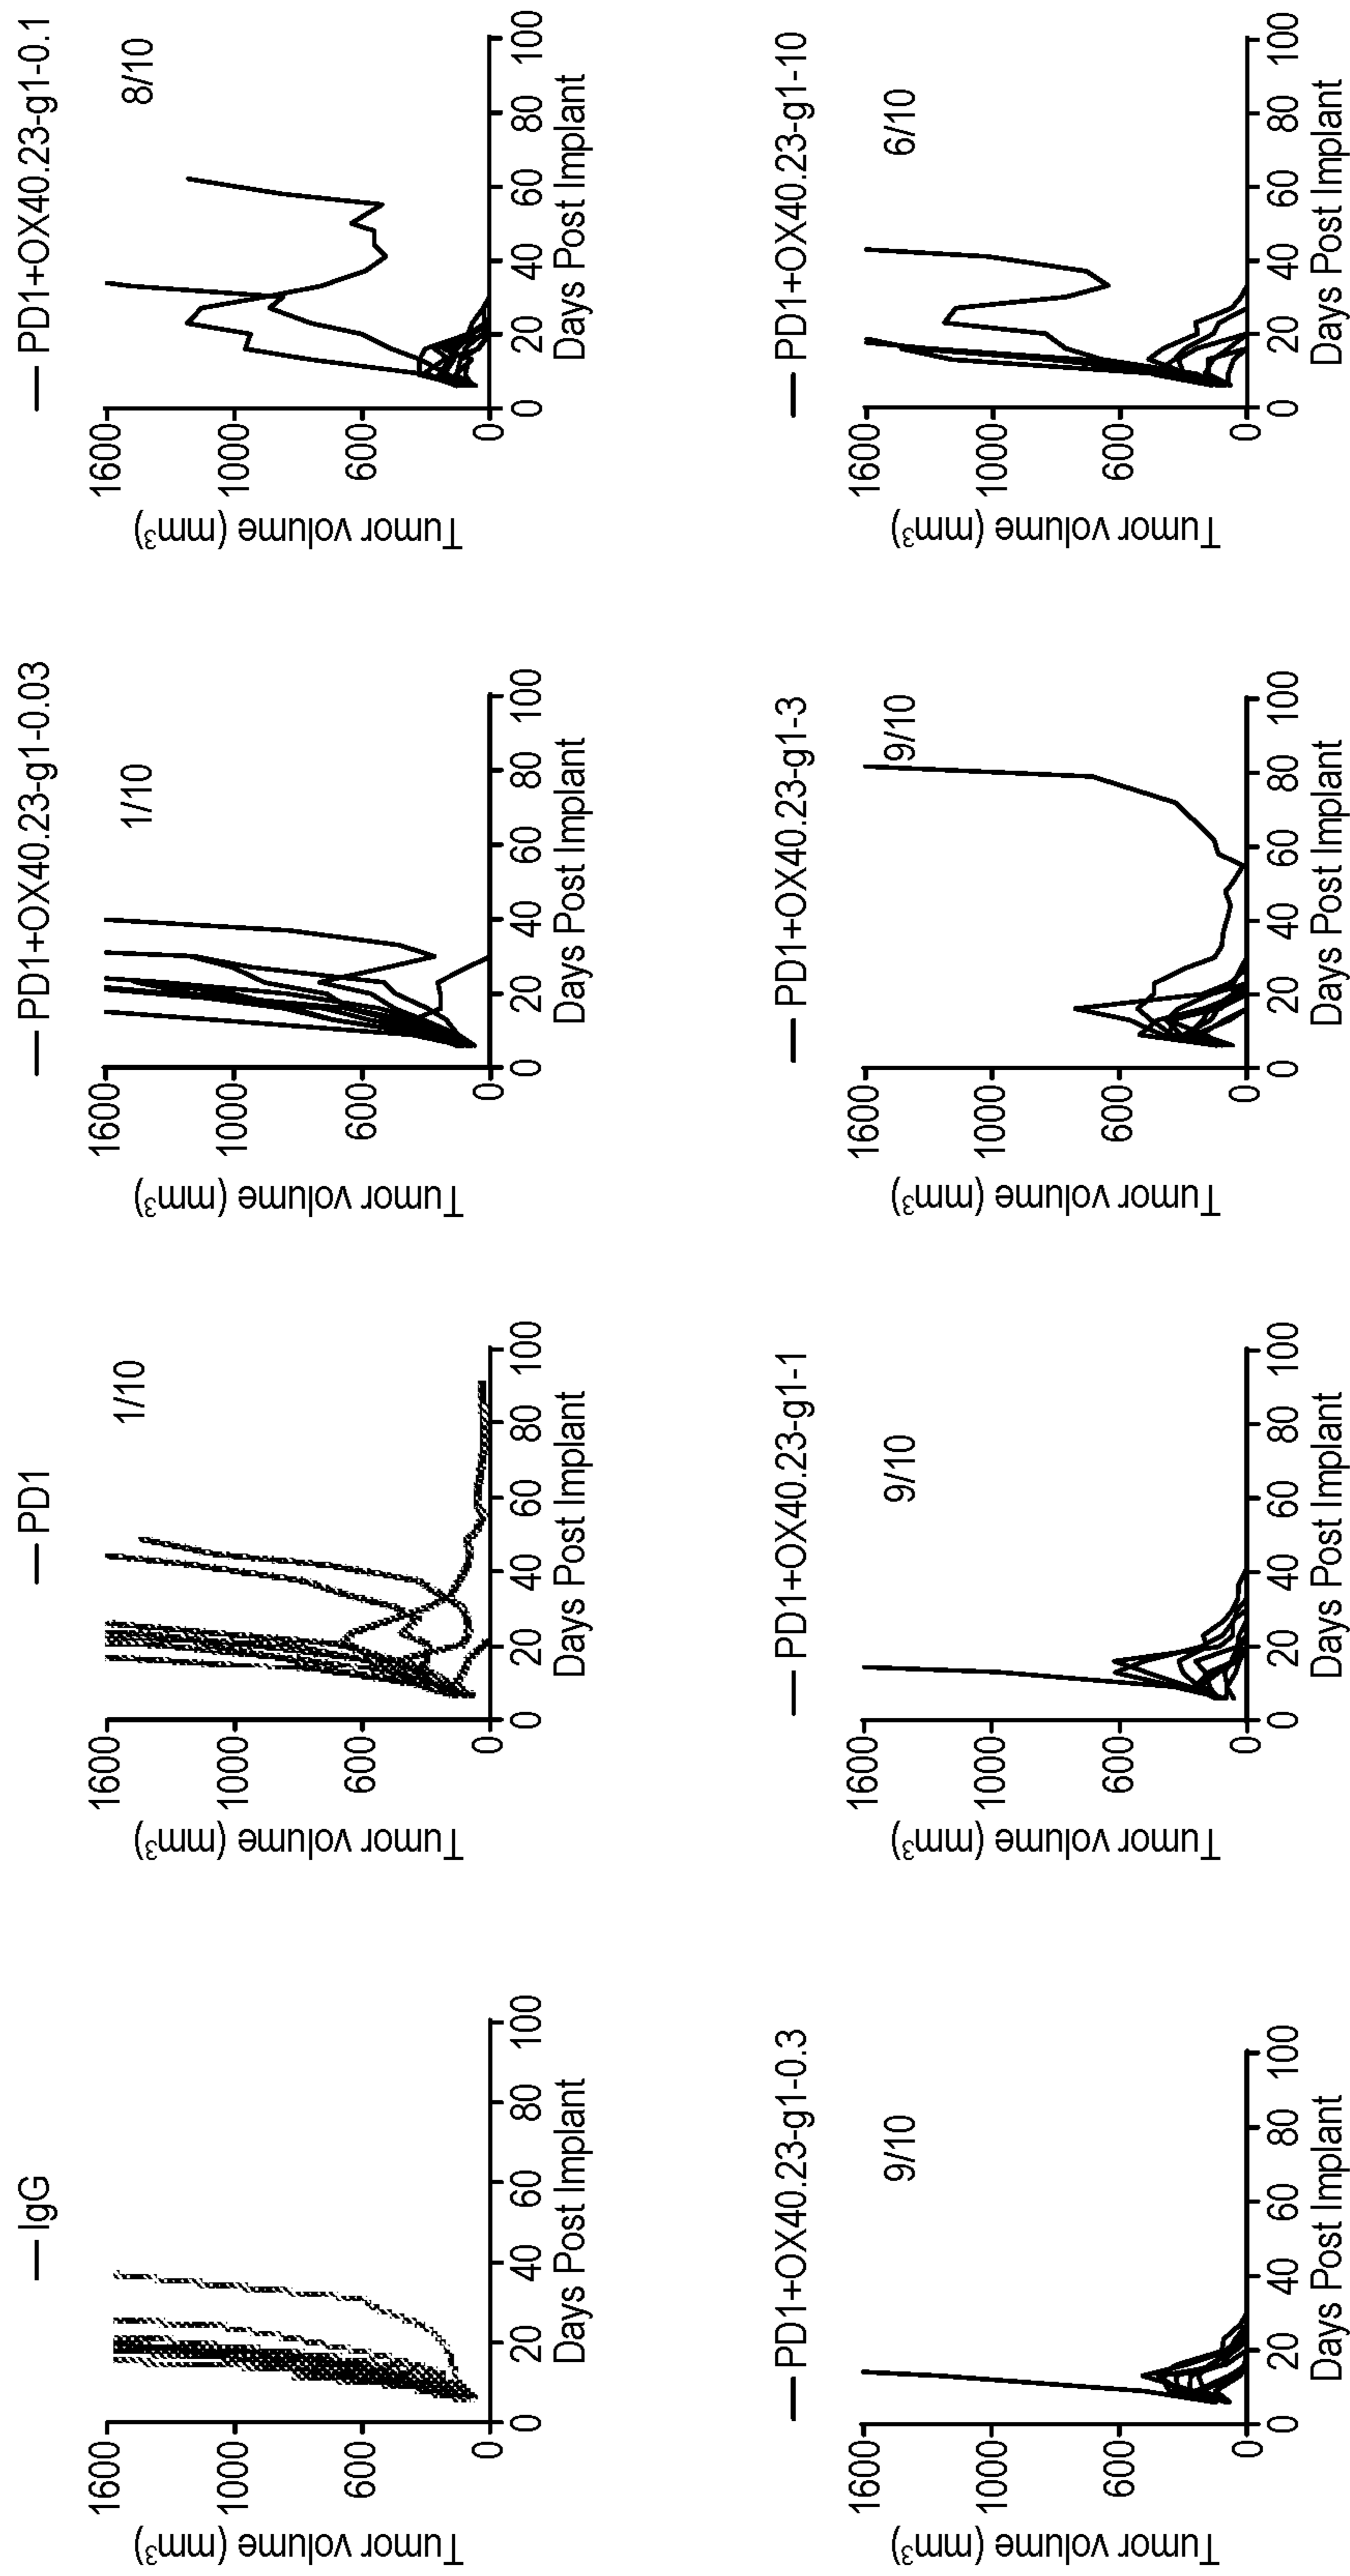 IgG
Tumor volume (mm³)
1600
1000
600
0
0 20 40 60 80 100
Days Post Implant
PD1
1/10
Tumor volume (mm³)
1600
1000
600
0
0 20 40 60 80 100
Days Post Implant
PD1+OX40.23-g1-0.03
1/10
Tumor volume (mm³)
1600
1000
600
0
0 20 40 60 80 100
Days Post Implant
PD1+OX40.23-g1-0.1
8/10
Tumor volume (mm³)
1600
1000
600
0
0 20 40 60 80 100
Days Post Implant
PD1+OX40.23-g1-0.3
9/10
Tumor volume (mm³)
1600
1000
600
0
0 20 40 60 80 100
Days Post Implant
PD1+OX40.23-g1-1
9/10
Tumor volume (mm³)
1600
1000
600
0
0 20 40 60 80 100
Days Post Implant
PD1+OX40.23-g1-3
9/10
Tumor volume (mm³)
1600
1000
600
0
0 20 40 60 80 100
Days Post Implant
PD1+OX40.23-g1-10
6/10
Tumor volume (mm³)
1600
1000
600
0
0 20 40 60 80 100
Days Post Implant